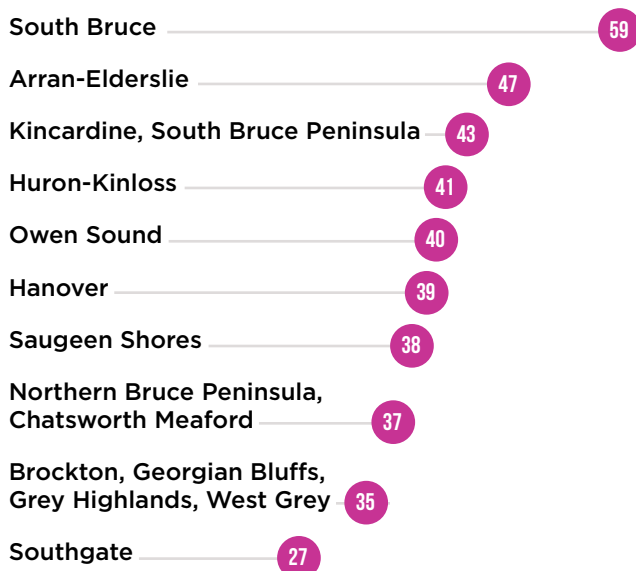 South Bruce 59
Arran-Elderslie 47
Kincardine, South Bruce Peninsula 43
Huron-Kinloss 41
Owen Sound 40
Hanover 39
Saugeen Shores 38
Northern Bruce Peninsula,
Chatsworth Meaford 37
Brockton, Georgian Bluffs,
Grey Highlands, West Grey 35
Southgate 27